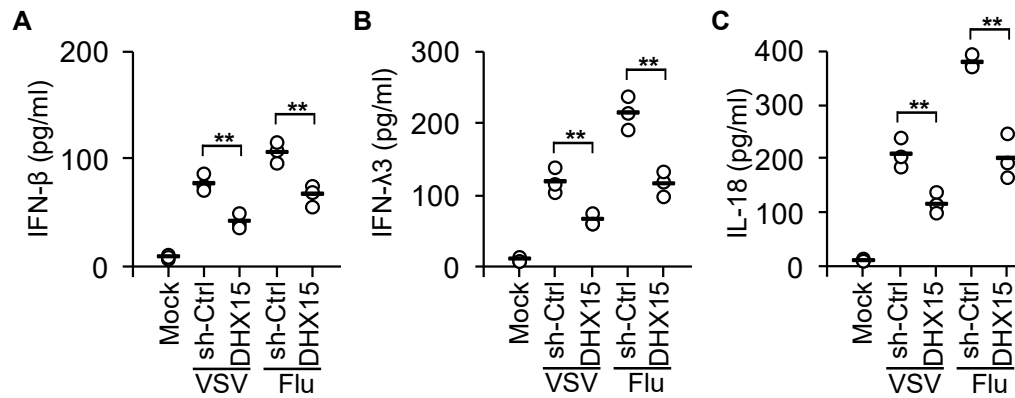 A
IFN-β (pg/ml)
200
100
0
**
**
Mock
sh-Ctrl
DHX15
sh-Ctrl
DHX15
VSV
Flu
B
IFN-λ3 (pg/ml)
300
200
100
0
**
**
Mock
sh-Ctrl
DHX15
sh-Ctrl
DHX15
VSV
Flu
C
IL-18 (pg/ml)
400
300
200
100
0
**
**
Mock
sh-Ctrl
DHX15
sh-Ctrl
DHX15
VSV
Flu